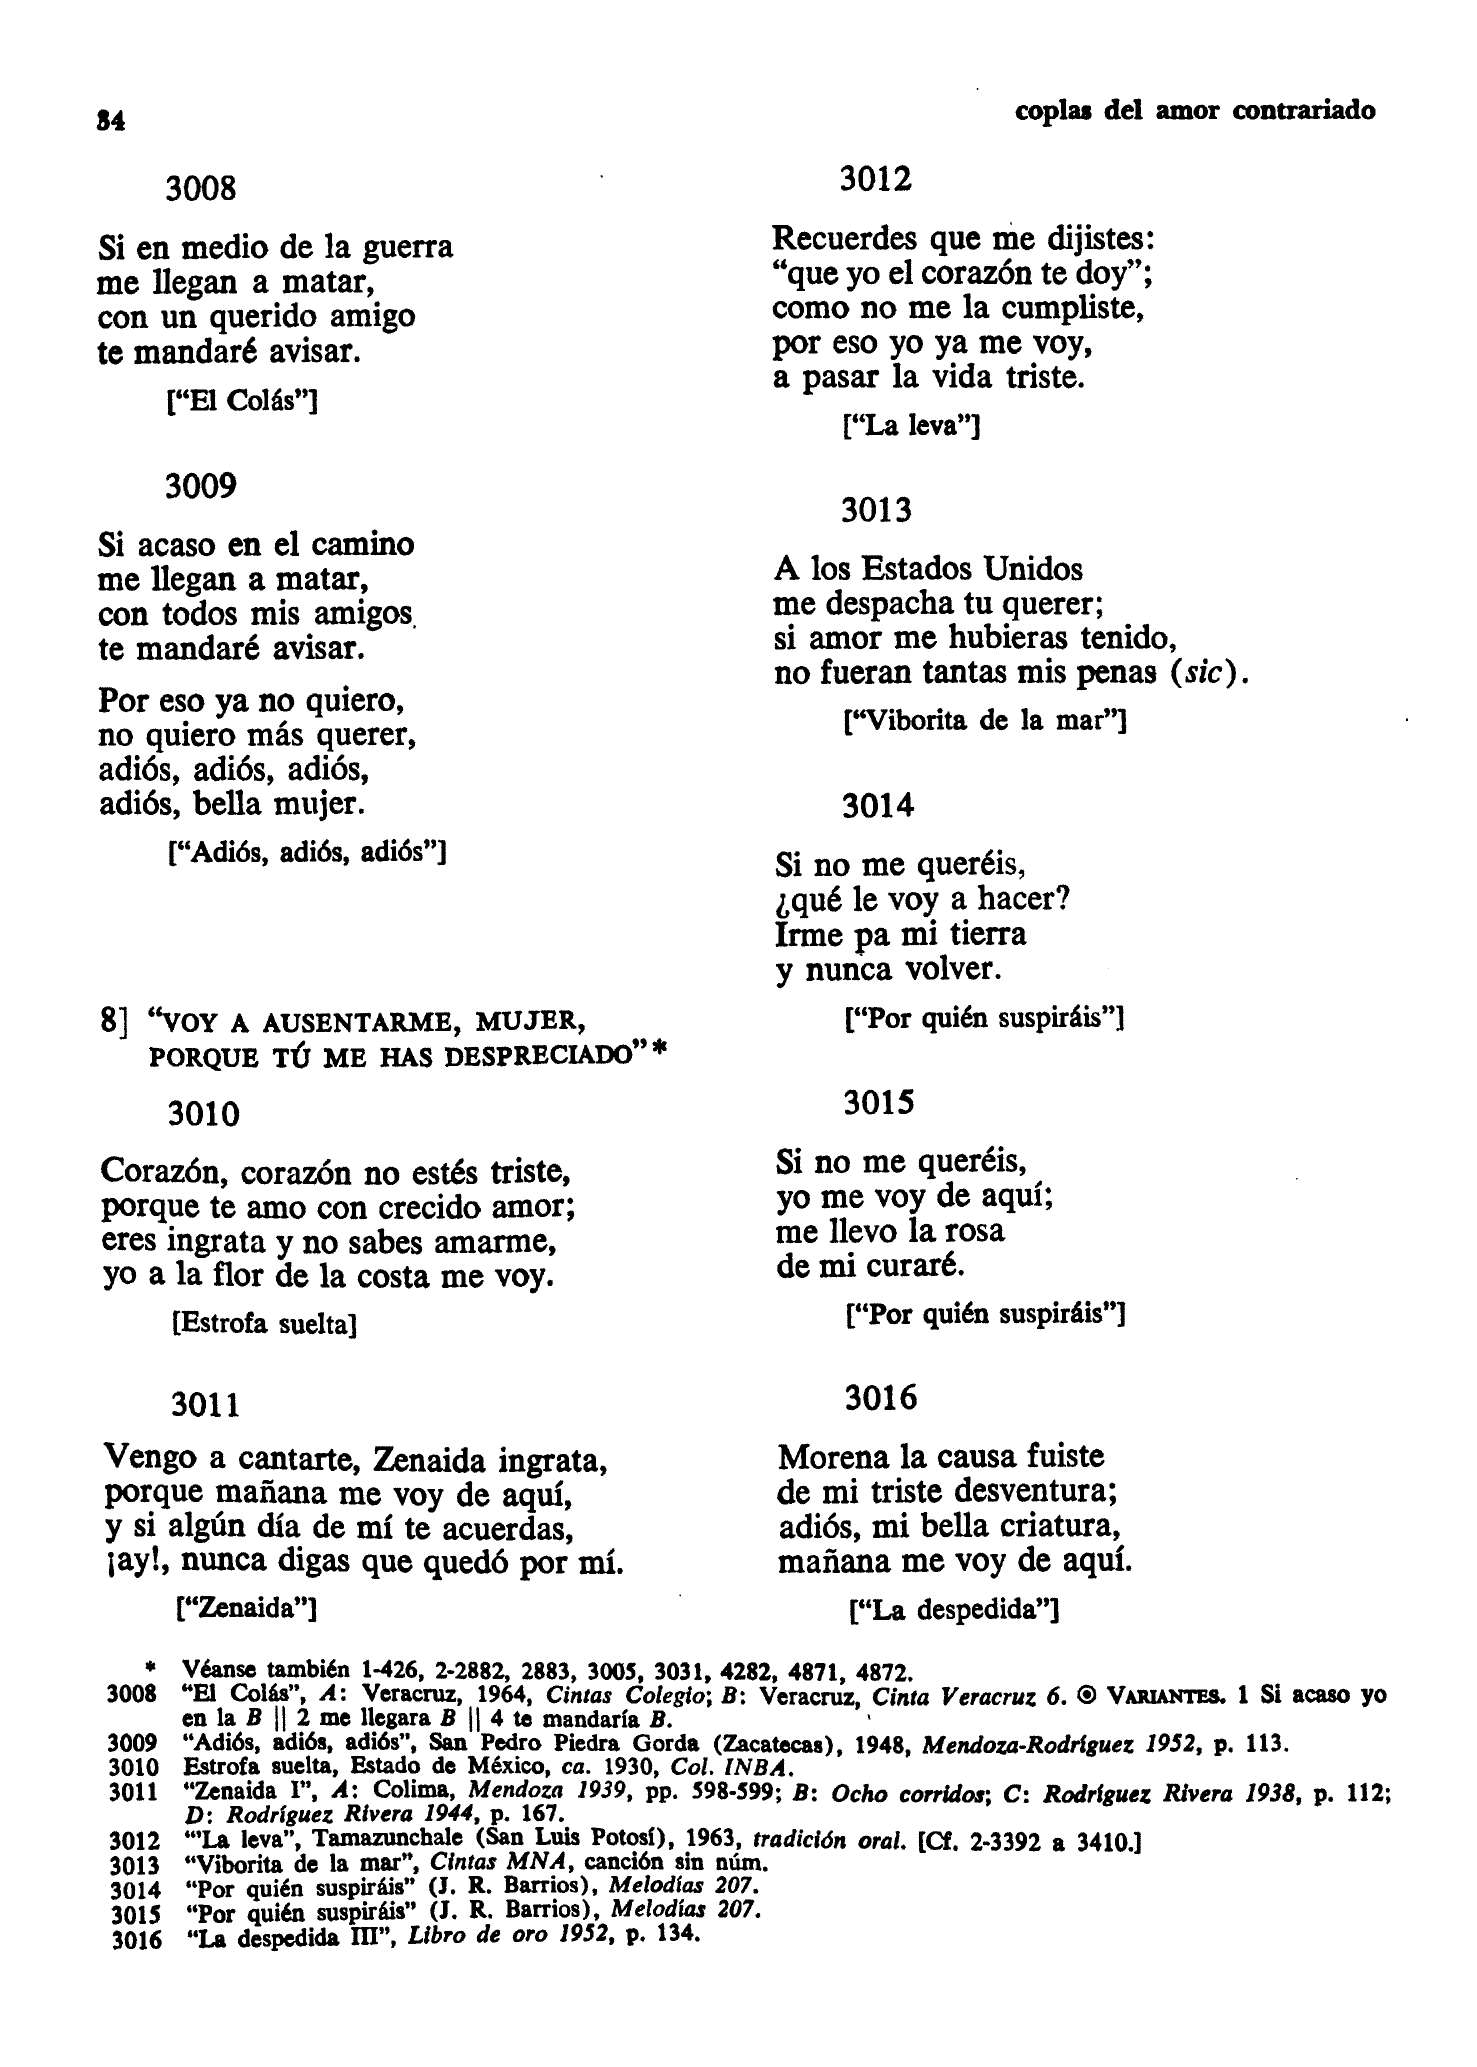 84
coplas del amor contrariado
3008
Si en medio de la guerra
me llegan a matar,
con un querido amigo
te mandaré avisar.
[“El Colás”]
3009
Si acaso en el camino
me llegan a matar,
con todos mis amigos
te mandaré avisar.
Por eso ya no quiero,
no quiero más querer,
adiós, adiós, adiós,
adiós, bella mujer.
[“Adiós, adiós, adiós”]
8] “VOY A AUSENTARME, MUJER,
PORQUE TÚ ME HAS DESPRECIADO”*
3010
Corazón, corazón no estés triste,
porque te amo con crecido amor;
eres ingrata y no sabes amarme,
yo a la flor de la costa me voy.
[Estrofa suelta]
3011
Vengo a cantarte, Zenaida ingrata,
porque mañana me voy de aquí,
y si algún día de mí te acuerdas,
¡ay!, nunca digas que quedó por mí.
[“Zenaida”]
3012
Recuerdes que me dijistes:
“que yo el corazón te doy”;
como no me la cumpliste,
por eso yo ya me voy,
a pasar la vida triste.
[“La leva”]
3013
A los Estados Unidos
me despacha tu querer;
si amor me hubieras tenido,
no fueran tantas mis penas (sic).
[“Viborita de la mar”]
3014
Si no me queréis,
¿qué le voy a hacer?
Irme pa mi tierra
y nunca volver.
[“Por quién suspiráis”]
3015
Si no me queréis,
yo me voy de aquí;
me llevo la rosa
de mi curaré.
[“Por quién suspiráis”]
3016
Morena la causa fuiste
de mi triste desventura;
adiós, mi bella criatura,
mañana me voy de aquí.
[“La despedida”]
* Véanse también 1-426, 2-2882, 2883, 3005, 3031, 4282, 4871, 4872.
3008 “El Colás”, A: Veracruz, 1964, Cintas Colegio; B: Veracruz, Cinta Veracruz 6. ⊙ VARIANTES. 1 Si acaso yo
en la B || 2 me llegara B || 4 te mandaría B.
3009 “Adiós, adiós, adiós”, San Pedro Piedra Gorda (Zacatecas), 1948, Mendoza-Rodríguez 1952, p. 113.
3010 Estrofa suelta, Estado de México, ca. 1930, Col. INBA.
3011 “Zenaida I”, A: Colima, Mendoza 1939, pp. 598-599; B: Ocho corridos; C: Rodríguez Rivera 1938, p. 112;
D: Rodríguez Rivera 1944, p. 167.
3012 “'La leva”, Tamazunchale (San Luis Potosí), 1963, tradición oral. [Cf. 2-3392 a 3410.]
3013 “Viborita de la mar”, Cintas MNA, canción sin núm.
3014 “Por quién suspiráis” (J. R. Barrios), Melodías 207.
3015 “Por quién suspiráis” (J. R. Barrios), Melodías 207.
3016 “La despedida III”, Libro de oro 1952, p. 134.